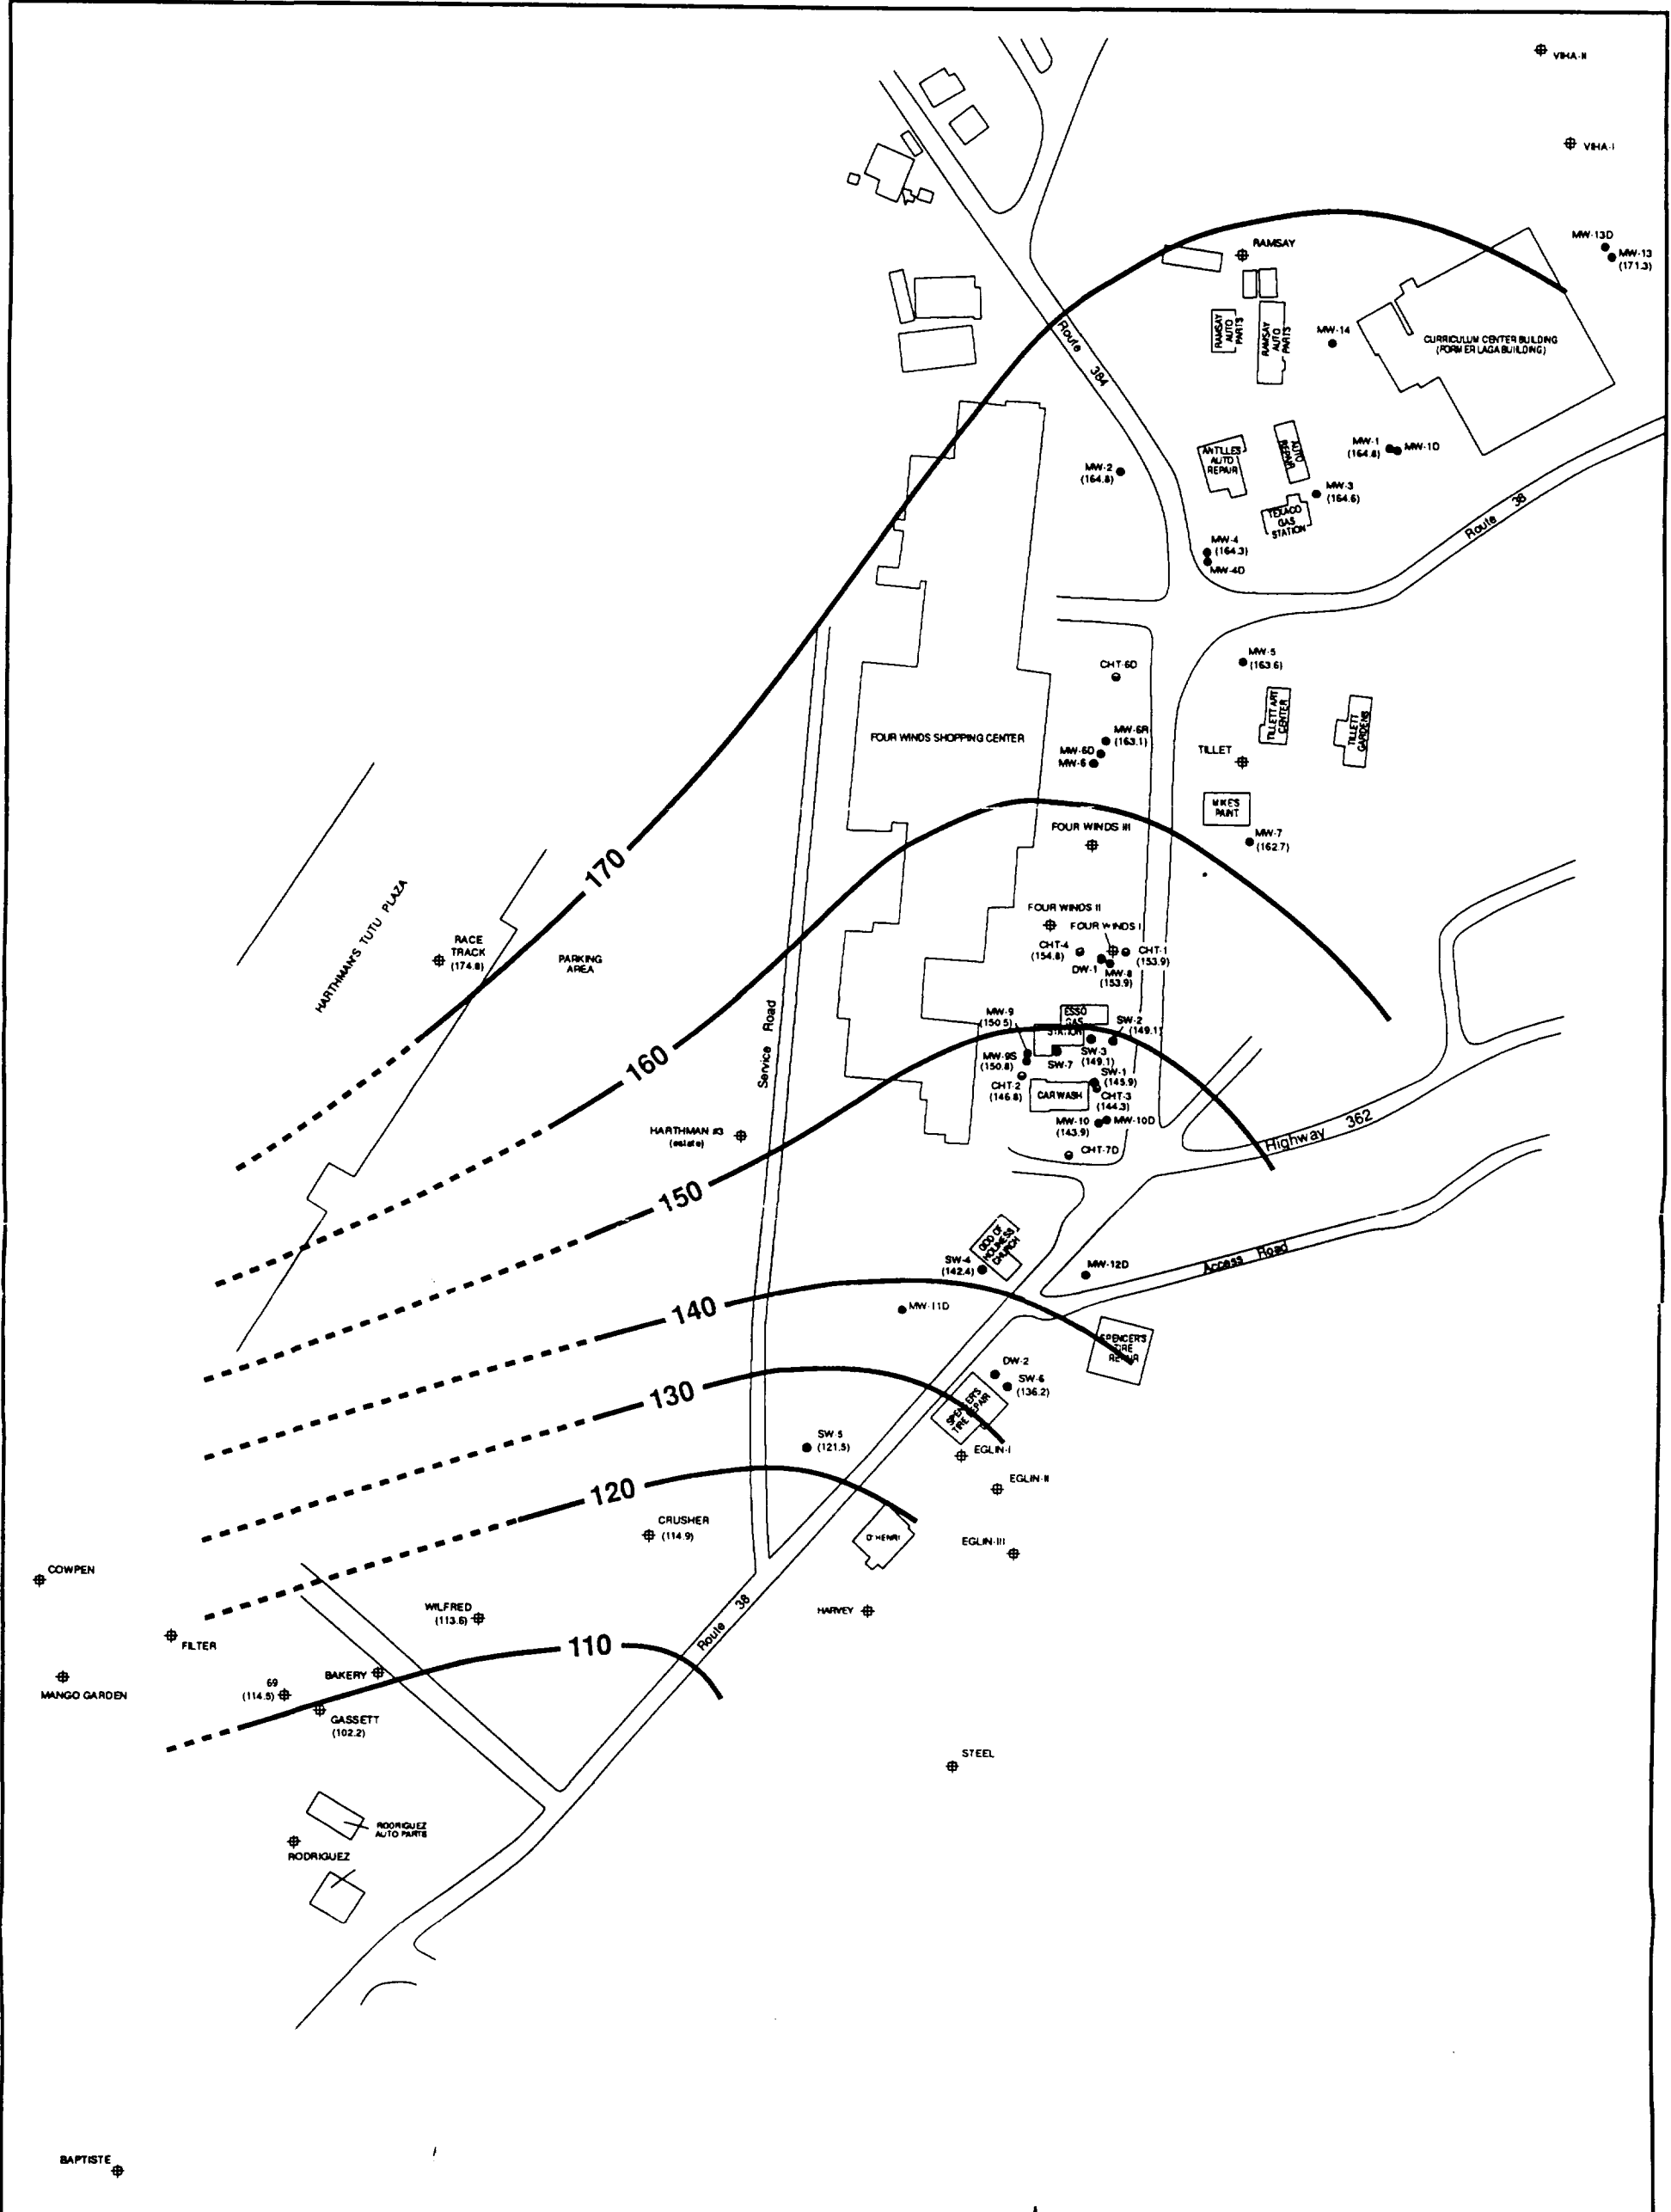 VIHA-II
VIHA-I
RAMSAY
MW-13D
MW-13
(171.3)
RAMSAY
AUTO
PARTS
RAMSAY
AUTO
PARTS
MW-14
CURRICULUM CENTER BUILDING
(FORMER LAGA BUILDING)
Route 384
MW-2
(164.8)
ANTILLES
AUTO
REPAIR
AUTO
REPAIR
MW-1
(164.8)
MW-1D
MW-3
(164.6)
TEXACO
GAS
STATION
Route 38
MW-4
(164.3)
MW-4D
MW-5
(163.6)
CHT-6D
TILLETT ART
CENTER
TILLETT
GARDENS
FOUR WINDS SHOPPING CENTER
MW-6R
(163.1)
MW-6D
MW-6
TILLET
MIKES
PAINT
FOUR WINDS III
MW-7
(162.7)
170
HARTHMAN'S TUTU PLAZA
RACE
TRACK
(174.8)
PARKING
AREA
FOUR WINDS II
FOUR WINDS I
CHT-4
(154.8)
CHT-1
(153.9)
DW-1
MW-8
(153.9)
Service Road
160
MW-9
(150.5)
ESSO
GAS
STATION
SW-2
(149.1)
SW-3
(149.1)
MW-9S
(150.8)
SW-7
SW-1
(145.9)
CHT-2
(146.8)
CAR WASH
CHT-3
(144.3)
MW-10
(143.9)
MW-10D
HARTHMAN #3
(estate)
CHT-7D
Highway 362
150
GOD OF
HOLINESS
CHURCH
SW-4
(142.4)
MW-12D
Access Road
140
MW-11D
SPENCER'S
TIRE
REPAIR
DW-2
SW-6
(136.2)
130
SPENCER'S
TIRE REPAIR
SW-5
(121.5)
EGLIN-I
EGLIN-II
120
CRUSHER
(114.9)
O'HENRI
EGLIN-III
COWPEN
WILFRED
(113.6)
HARVEY
Route 38
FILTER
110
MANGO GARDEN
69
(114.5)
BAKERY
GASSETT
(102.2)
STEEL
RODRIGUEZ
AUTO PARTS
RODRIGUEZ
BAPTISTE